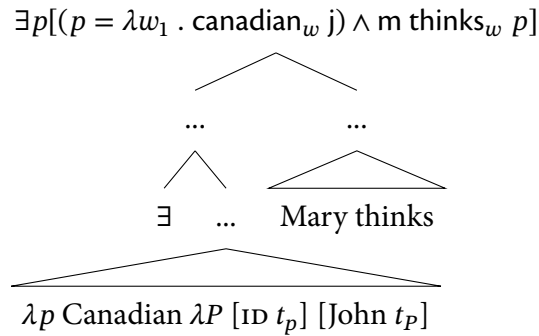 ∃p[(p = λw₁ . canadian_w j) ∧ m thinks_w p]
... ...
∃ ... Mary thinks
λp Canadian λP [ID t_p] [John t_P]